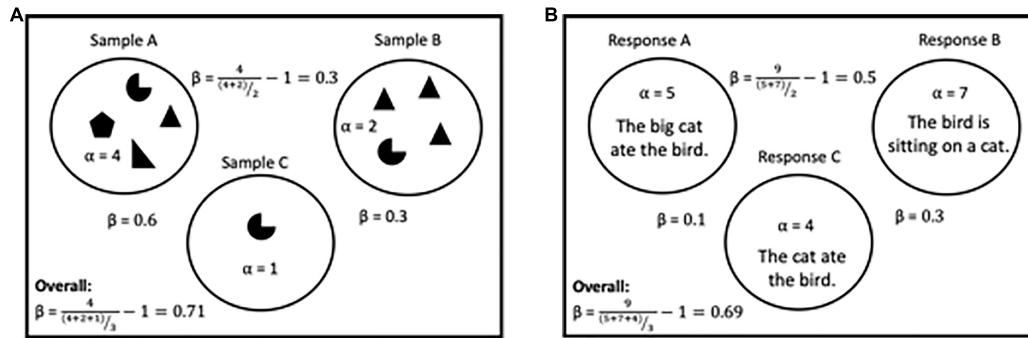 A
Sample A
Sample B
β = 4/((4+2)/2) − 1 = 0.3
α = 4
α = 2
Sample C
β = 0.6
β = 0.3
α = 1
Overall:
β = 4/((4+2+1)/3) − 1 = 0.71
B
Response A
Response B
β = 9/((5+7)/2) − 1 = 0.5
α = 5
The big cat
ate the bird.
α = 7
The bird is
sitting on a cat.
Response C
β = 0.1
β = 0.3
α = 4
The cat ate
the bird.
Overall:
β = 9/((5+7+4)/3) − 1 = 0.69